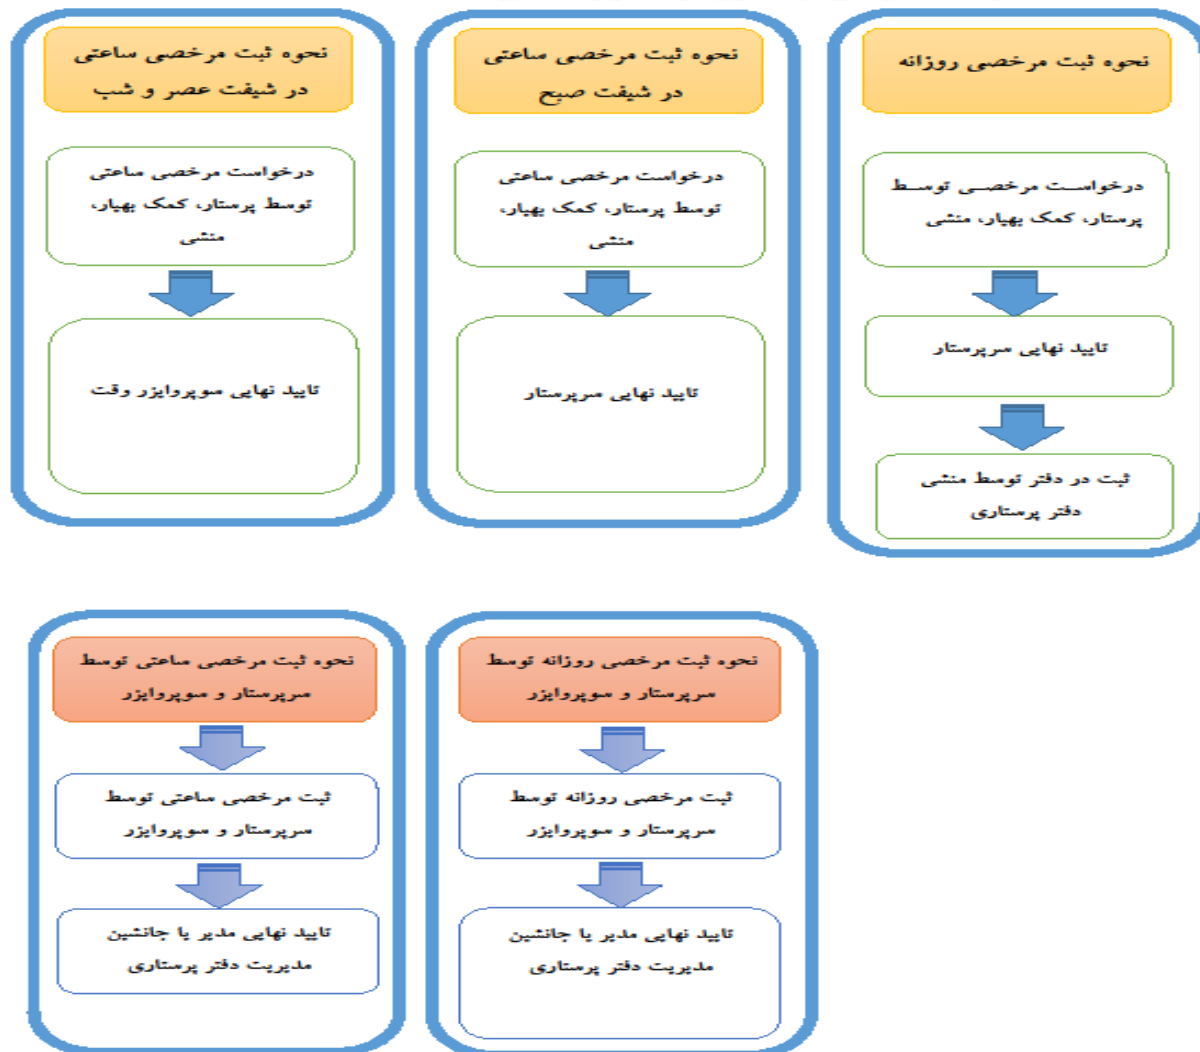 نحوه ثبت مرخصی روزانه
درخواست مرخصی توسط
پرستار، کمک بهیار، منشی
تایید نهایی سرپرستار
ثبت در دفتر توسط منشی
دفتر پرستاری
نحوه ثبت مرخصی ساعتی
در شیفت صبح
درخواست مرخصی ساعتی
توسط پرستار، کمک بهیار،
منشی
تایید نهایی سرپرستار
نحوه ثبت مرخصی ساعتی
در شیفت عصر و شب
درخواست مرخصی ساعتی
توسط پرستار، کمک بهیار،
منشی
تایید نهایی سوپروایزر وقت
نحوه ثبت مرخصی روزانه توسط
سرپرستار و سوپروایزر
ثبت مرخصی روزانه توسط
سرپرستار و سوپروایزر
تایید نهایی مدیر یا جانشین
مدیریت دفتر پرستاری
نحوه ثبت مرخصی ساعتی توسط
سرپرستار و سوپروایزر
ثبت مرخصی ساعتی توسط
سرپرستار و سوپروایزر
تایید نهایی مدیر یا جانشین
مدیریت دفتر پرستاری